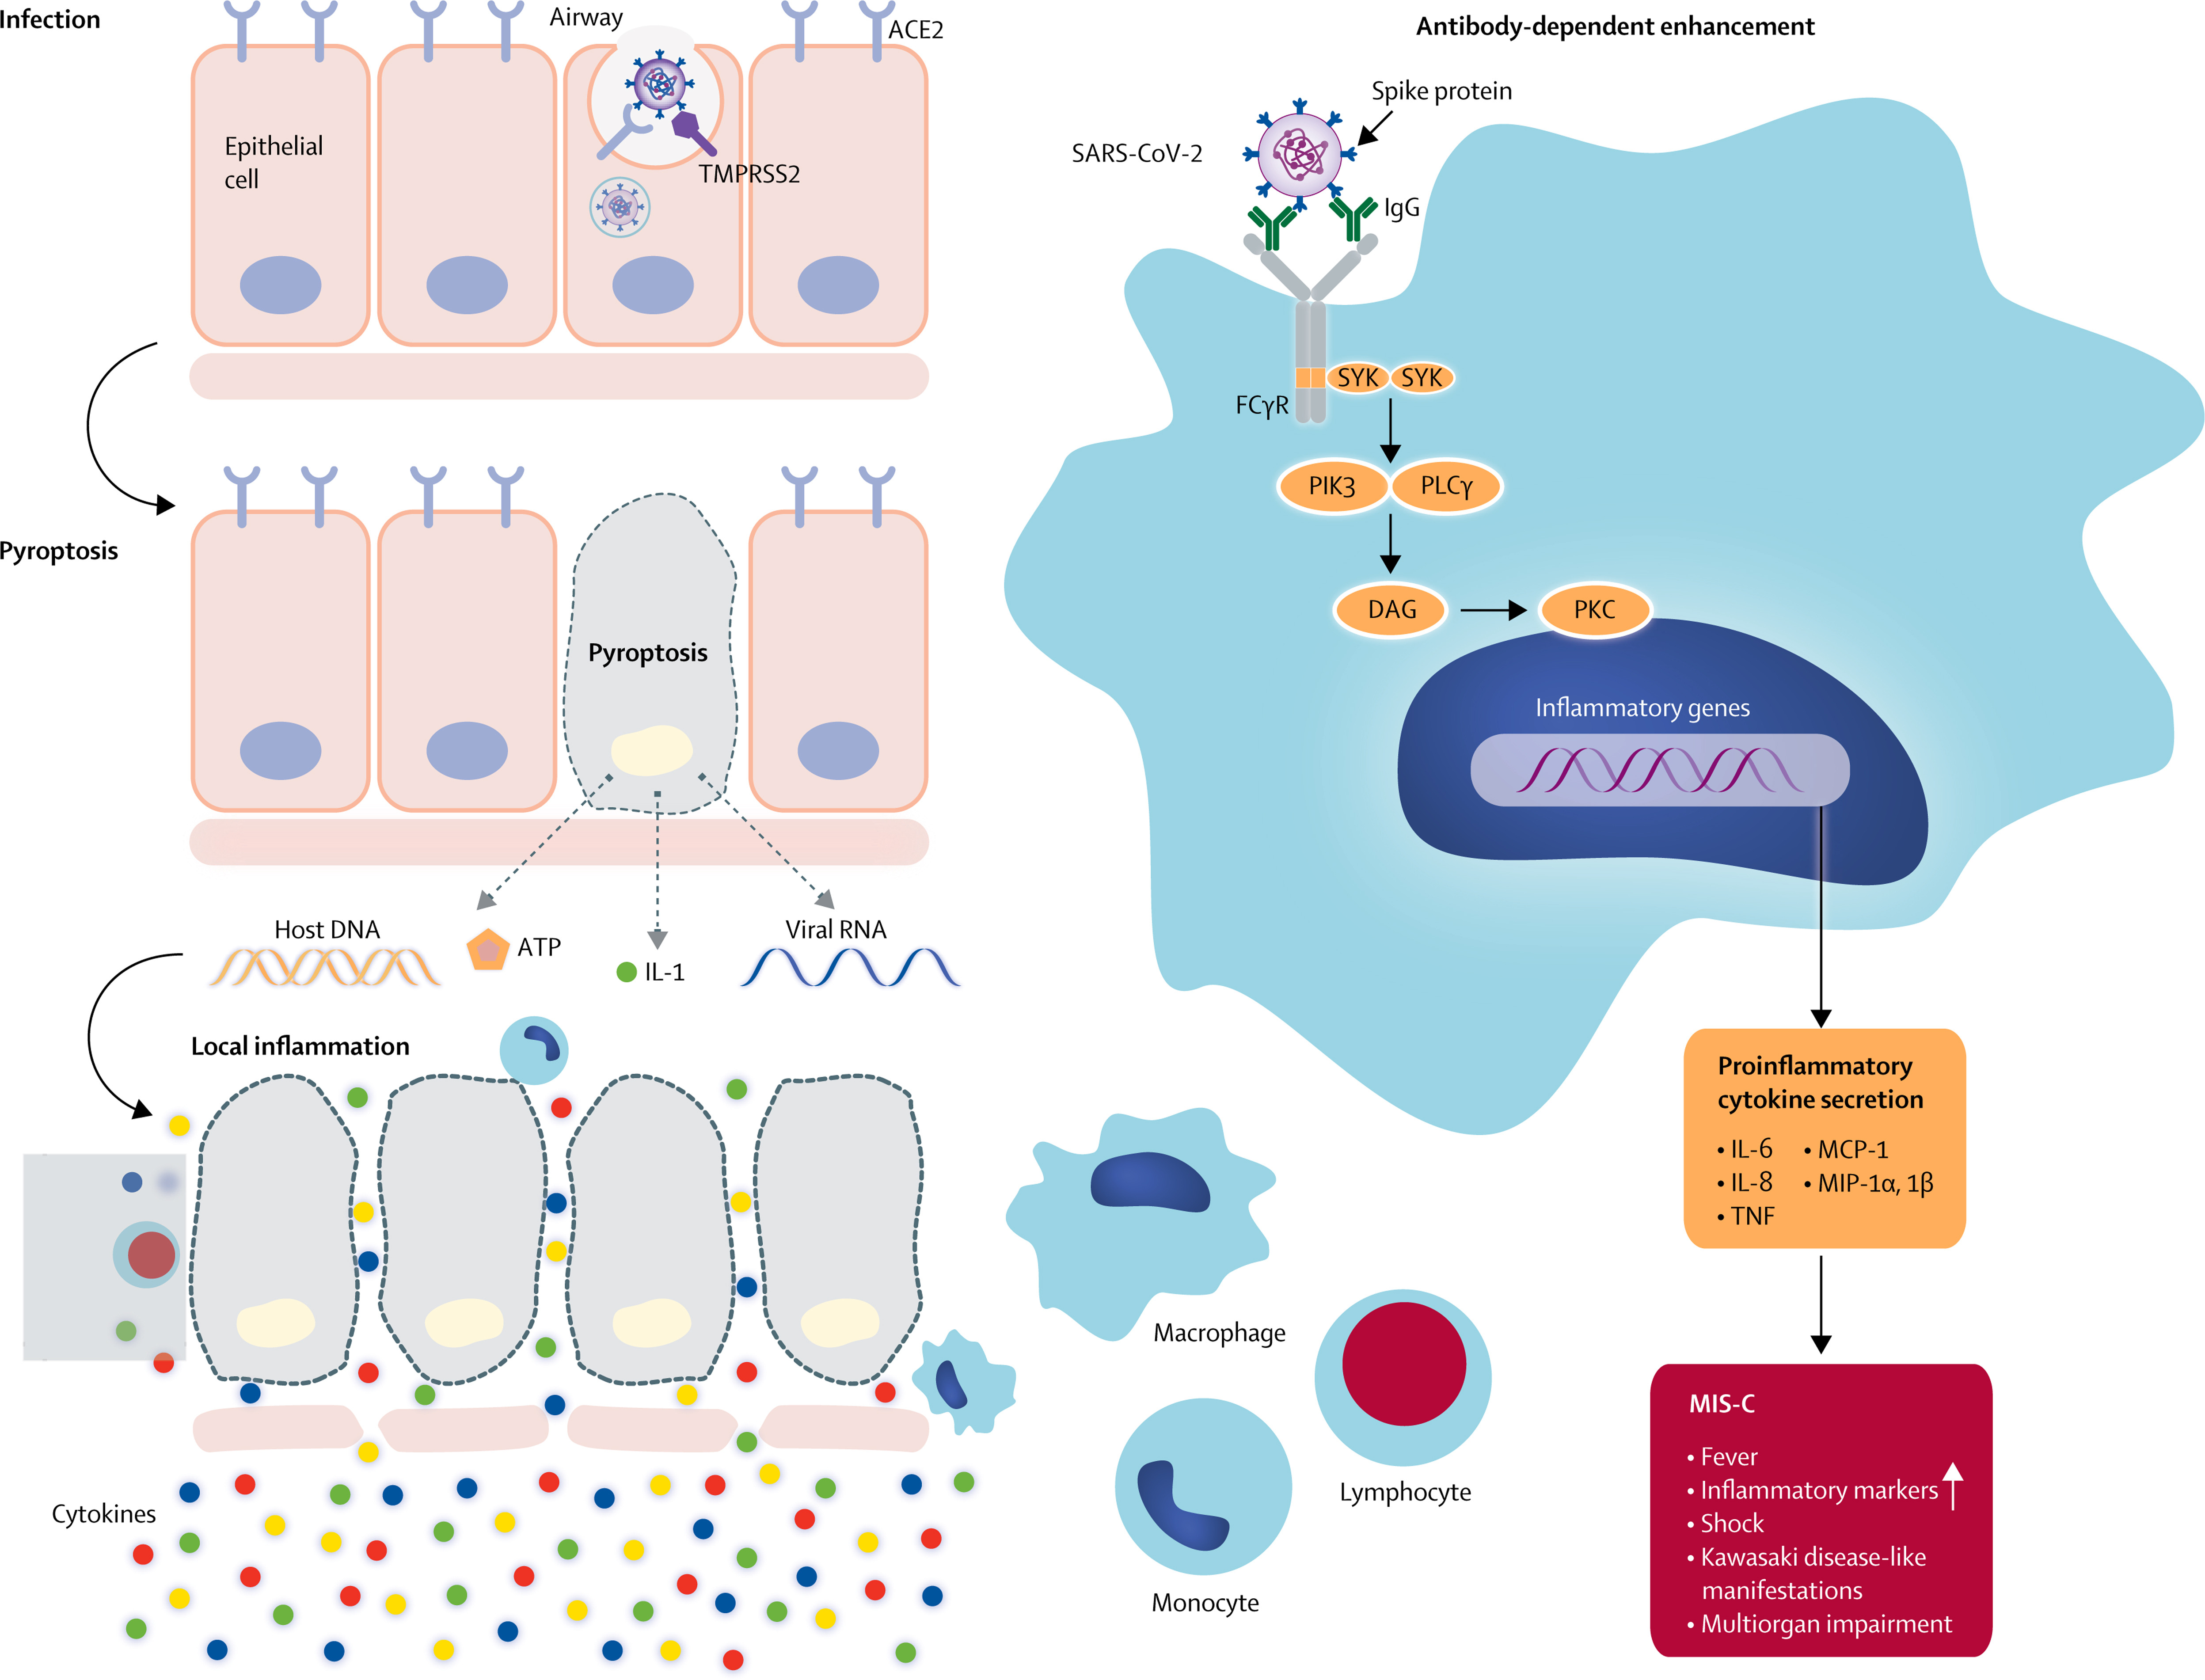 Infection
Airway
ACE2
Epithelial
cell
TMPRSS2
Pyroptosis
Pyroptosis
Host DNA
ATP
IL-1
Viral RNA
Local inflammation
Cytokines
Antibody-dependent enhancement
Spike protein
SARS-CoV-2
IgG
SYK
SYK
FCγR
PIK3
PLCγ
DAG
PKC
Inflammatory genes
Macrophage
Lymphocyte
Monocyte
Proinflammatory
cytokine secretion
• IL-6 • MCP-1
• IL-8 • MIP-1α, 1β
• TNF
MIS-C
• Fever
• Inflammatory markers
• Shock
• Kawasaki disease-like
manifestations
• Multiorgan impairment